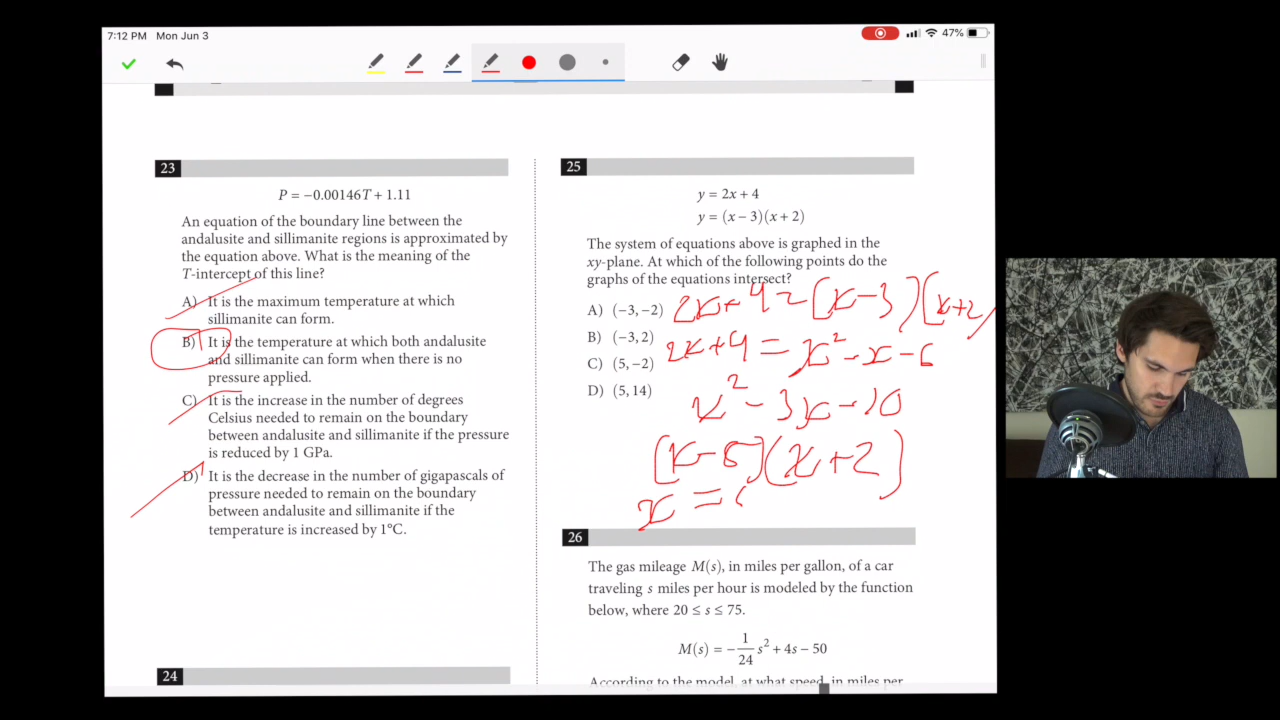 7:12 PM Mon Jun 3
47%
23
P = −0.00146T + 1.11
An equation of the boundary line between the
andalusite and sillimanite regions is approximated by
the equation above. What is the meaning of the
T-intercept of this line?
A) It is the maximum temperature at which
sillimanite can form.
B) It is the temperature at which both andalusite
and sillimanite can form when there is no
pressure applied.
C) It is the increase in the number of degrees
Celsius needed to remain on the boundary
between andalusite and sillimanite if the pressure
is reduced by 1 GPa.
D) It is the decrease in the number of gigapascals of
pressure needed to remain on the boundary
between andalusite and sillimanite if the
temperature is increased by 1°C.
24
25
y = 2x + 4
y = (x − 3)(x + 2)
The system of equations above is graphed in the
xy-plane. At which of the following points do the
graphs of the equations intersect?
A) (−3, −2)
B) (−3, 2)
C) (5, −2)
D) (5, 14)
2x+4=(x-3)(x+2)
2x+4=x²-x-6
x²-3x-10
(x-5)(x+2)
x =
26
The gas mileage M(s), in miles per gallon, of a car
traveling s miles per hour is modeled by the function
below, where 20 ≤ s ≤ 75.
M(s) = −1/24 s² + 4s − 50
According to the model, at what speed, in miles per